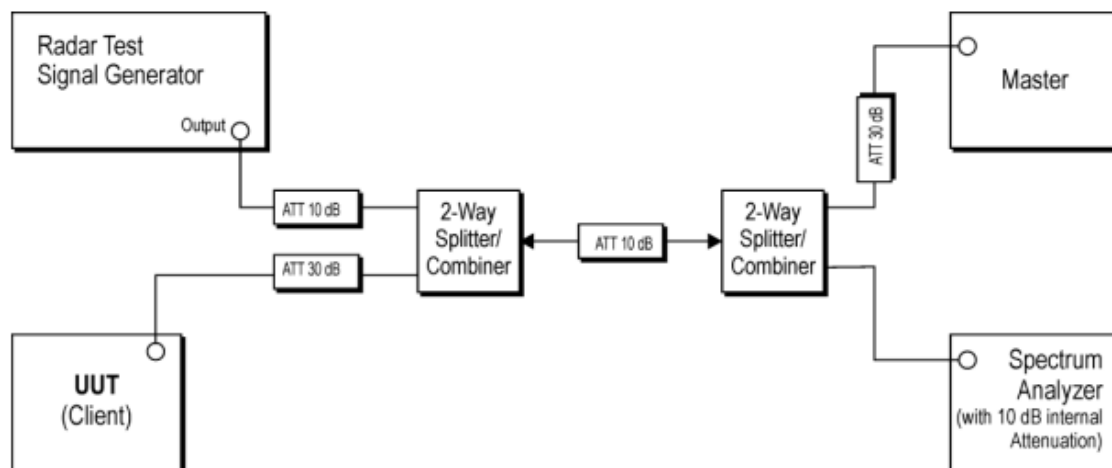 Radar Test
Signal Generator
Output
Master
ATT 30 dB
ATT 10 dB
2-Way
Splitter/
Combiner
ATT 10 dB
2-Way
Splitter/
Combiner
ATT 30 dB
UUT
(Client)
Spectrum
Analyzer
(with 10 dB internal
Attenuation)